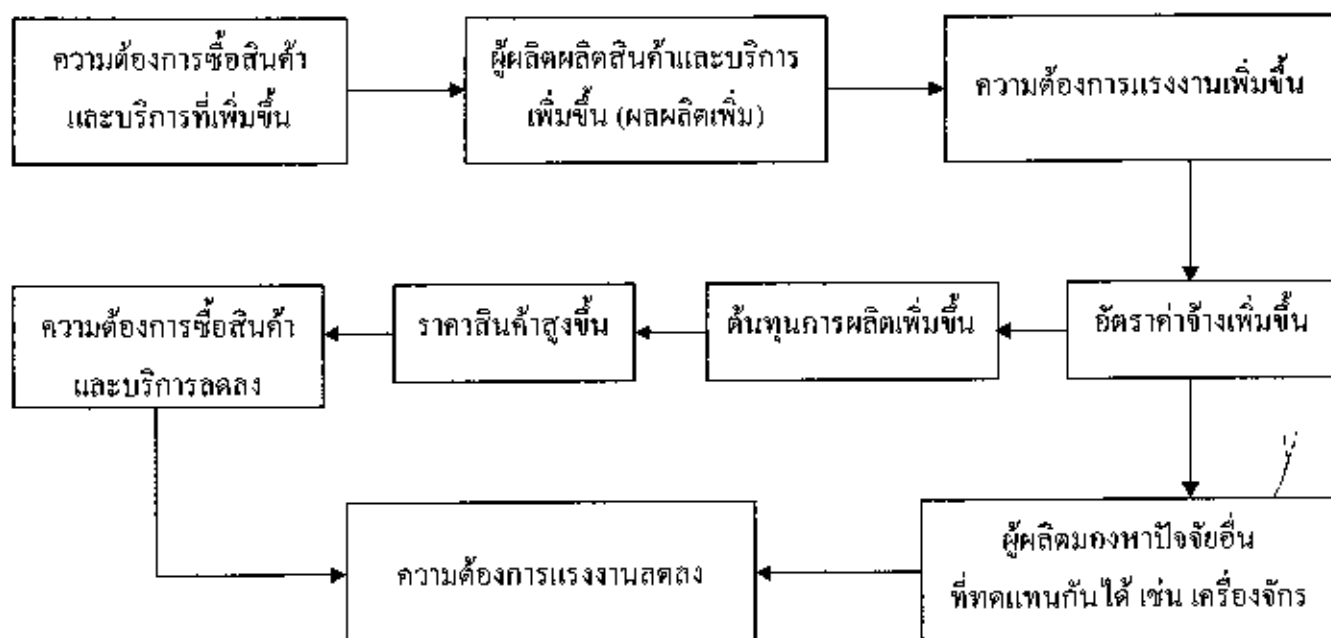 ความต้องการซื้อสินค้า
และบริการที่เพิ่มขึ้น
ผู้ผลิตผลิตสินค้าและบริการ
เพิ่มขึ้น (ผลผลิตเพิ่ม)
ความต้องการแรงงานเพิ่มขึ้น
อัตราค่าจ้างเพิ่มขึ้น
ต้นทุนการผลิตเพิ่มขึ้น
ราคาสินค้าสูงขึ้น
ความต้องการซื้อสินค้า
และบริการลดลง
ผู้ผลิตมองหาปัจจัยอื่น
ที่ทดแทนกันได้ เช่น เครื่องจักร
ความต้องการแรงงานลดลง